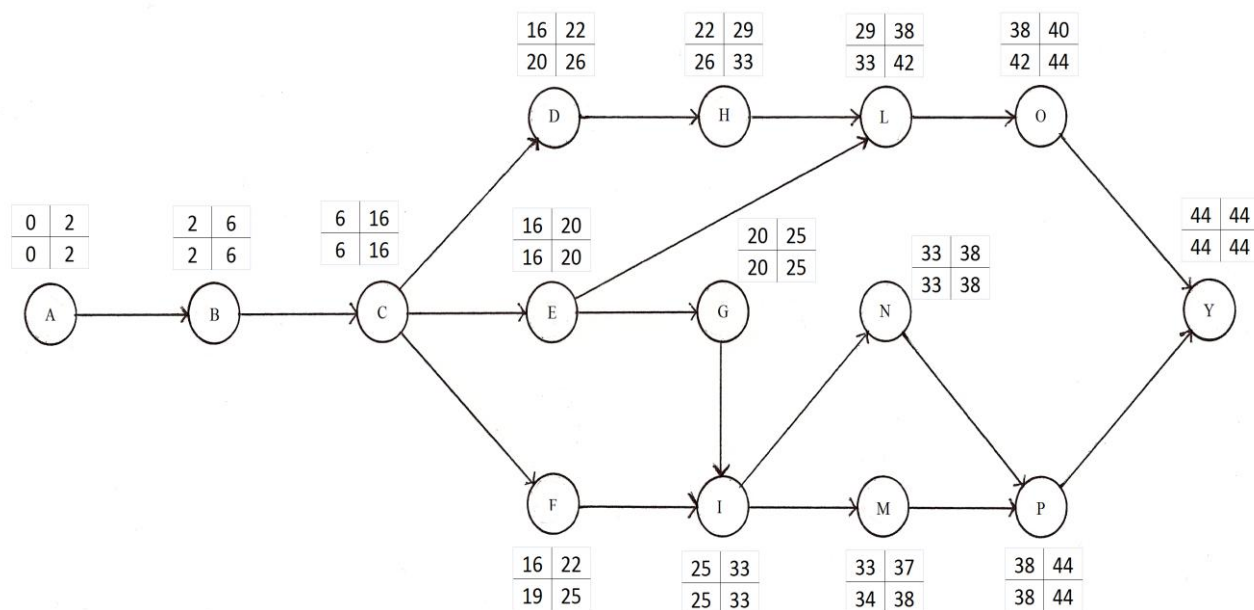 16 22
20 26
22 29
26 33
29 38
33 42
38 40
42 44
D
H
L
O
0 2
0 2
2 6
2 6
6 16
6 16
16 20
16 20
20 25
20 25
33 38
33 38
44 44
44 44
A
B
C
E
G
N
Y
F
I
M
P
16 22
19 25
25 33
25 33
33 37
34 38
38 44
38 44